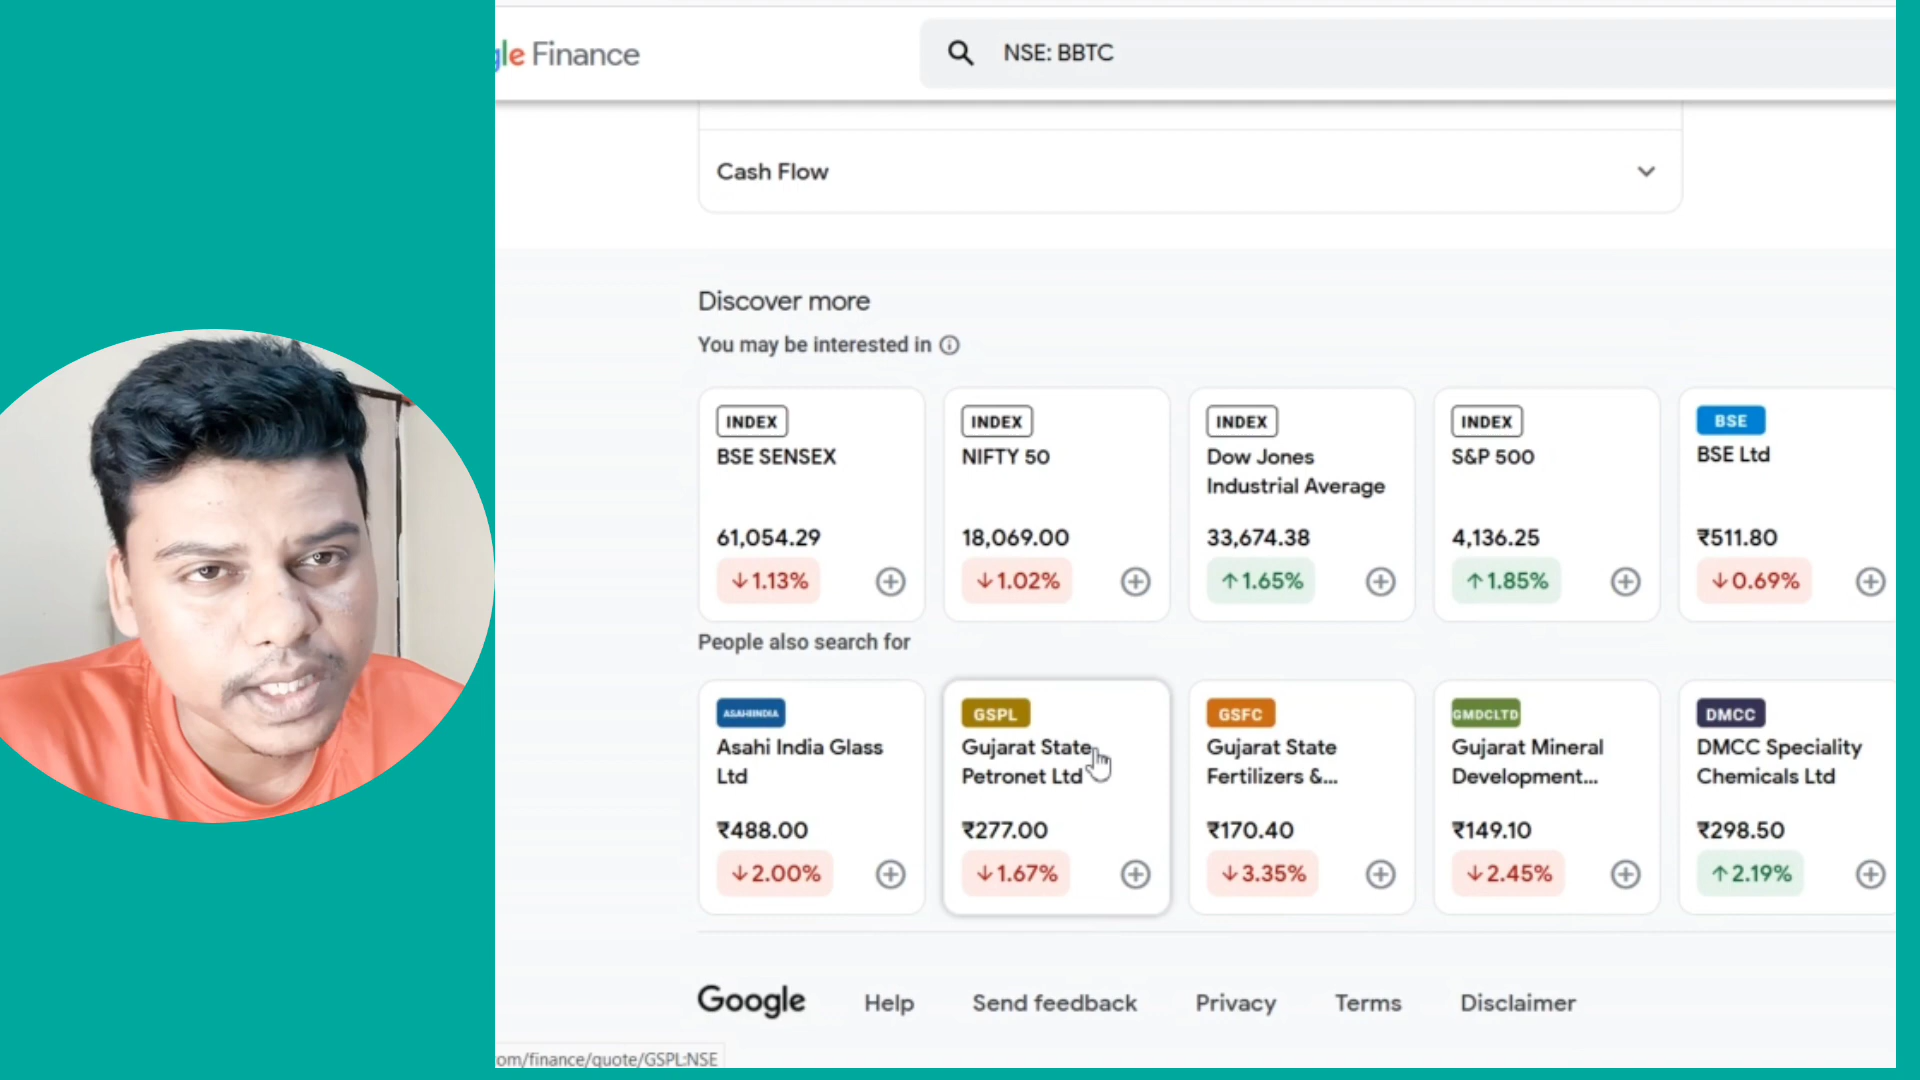 gle Finance
NSE: BBTC
Cash Flow
Discover more
You may be interested in
INDEX
BSE SENSEX
61,054.29
↓1.13%
INDEX
NIFTY 50
18,069.00
↓1.02%
INDEX
Dow Jones
Industrial Average
33,674.38
↑1.65%
INDEX
S&P 500
4,136.25
↑1.85%
BSE
BSE Ltd
₹511.80
↓0.69%
People also search for
ASAHIINDIA
Asahi India Glass
Ltd
₹488.00
↓2.00%
GSPL
Gujarat State
Petronet Ltd
₹277.00
↓1.67%
GSFC
Gujarat State
Fertilizers &...
₹170.40
↓3.35%
GMDCLTD
Gujarat Mineral
Development...
₹149.10
↓2.45%
DMCC
DMCC Speciality
Chemicals Ltd
₹298.50
↑2.19%
Google
Help
Send feedback
Privacy
Terms
Disclaimer
om/finance/quote/GSPL:NSE